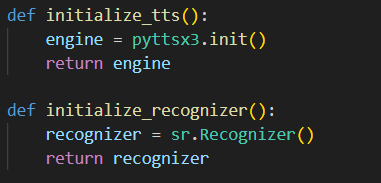 def initialize_tts():
    engine = pyttsx3.init()
    return engine

def initialize_recognizer():
    recognizer = sr.Recognizer()
    return recognizer